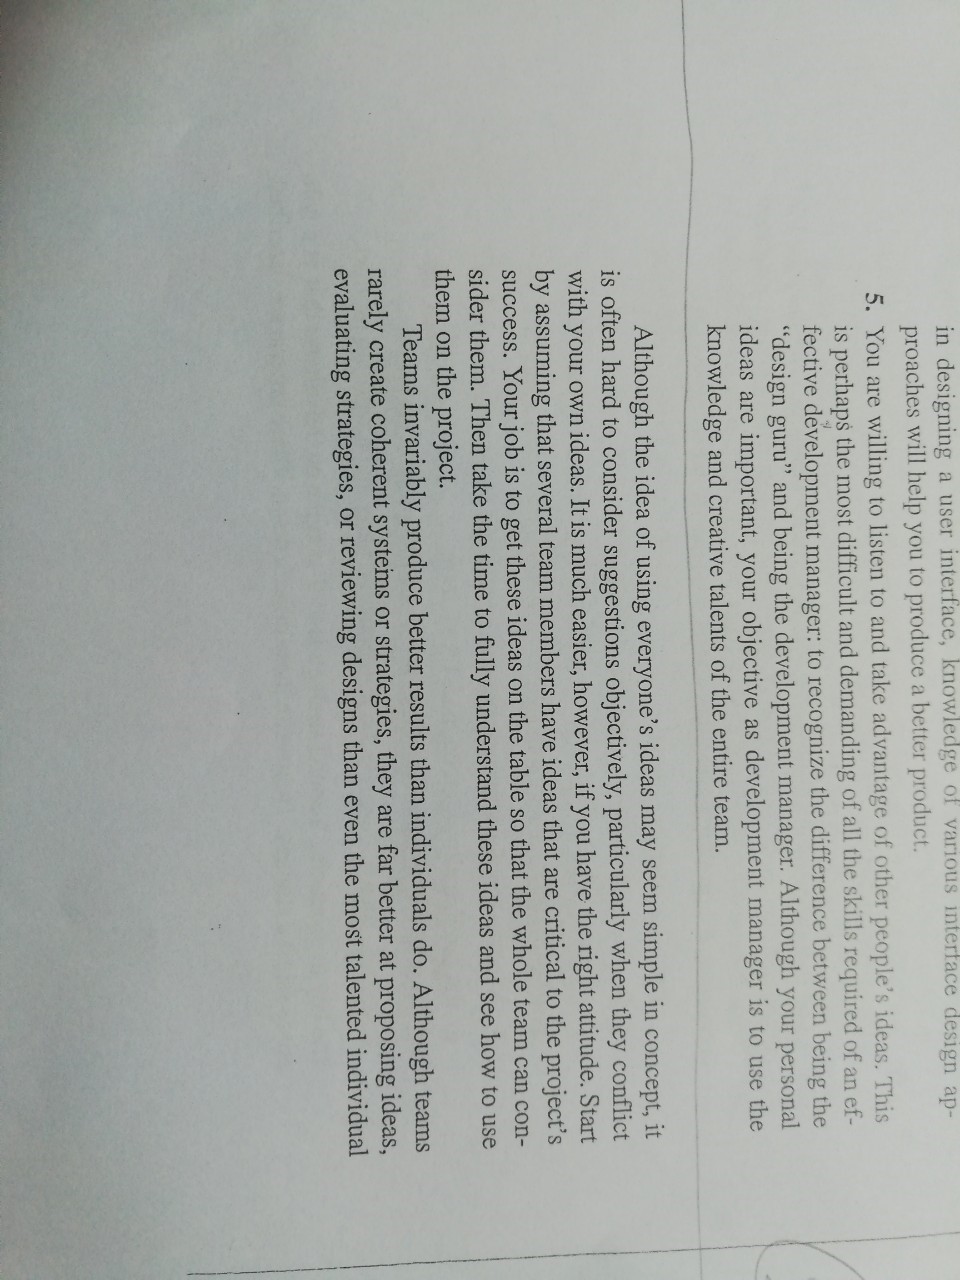 in designing a user interface, knowledge of various interface design ap-
proaches will help you to produce a better product.
5. You are willing to listen to and take advantage of other people's ideas. This
is perhaps the most difficult and demanding of all the skills required of an ef-
fective development manager: to recognize the difference between being the
“design guru” and being the development manager. Although your personal
ideas are important, your objective as development manager is to use the
knowledge and creative talents of the entire team.
Although the idea of using everyone's ideas may seem simple in concept, it
is often hard to consider suggestions objectively, particularly when they conflict
with your own ideas. It is much easier, however, if you have the right attitude. Start
by assuming that several team members have ideas that are critical to the project's
success. Your job is to get these ideas on the table so that the whole team can con-
sider them. Then take the time to fully understand these ideas and see how to use
them on the project.
Teams invariably produce better results than individuals do. Although teams
rarely create coherent systeims or strategies, they are far better at proposing ideas,
evaluating strategies, or reviewing designs than even the most talented individual